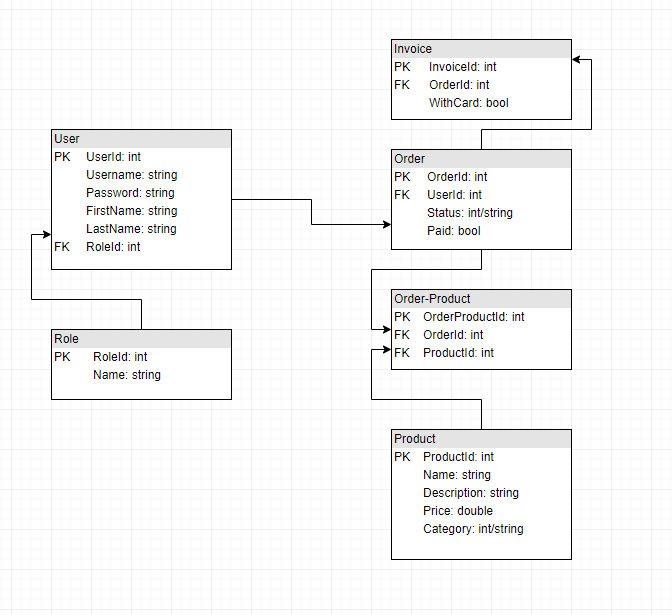 Invoice
PK InvoiceId: int
FK OrderId: int
WithCard: bool
User
PK UserId: int
Username: string
Password: string
FirstName: string
LastName: string
FK RoleId: int
Order
PK OrderId: int
FK UserId: int
Status: int/string
Paid: bool
Order-Product
PK OrderProductId: int
FK OrderId: int
FK ProductId: int
Role
PK RoleId: int
Name: string
Product
PK ProductId: int
Name: string
Description: string
Price: double
Category: int/string